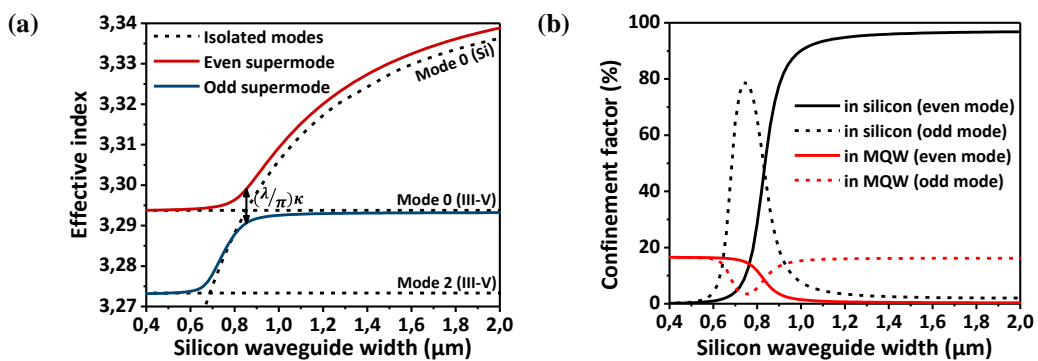 (a)
3,34
3,33
3,32
3,31
3,30
3,29
3,28
3,27
Effective index
Isolated modes
Even supermode
Odd supermode
Mode 0 (Si)
(λ/π)κ
Mode 0 (III-V)
Mode 2 (III-V)
0,4 0,6 0,8 1,0 1,2 1,4 1,6 1,8 2,0
Silicon waveguide width (μm)
(b)
100
80
60
40
20
0
Confinement factor (%)
in silicon (even mode)
in silicon (odd mode)
in MQW (even mode)
in MQW (odd mode)
0,4 0,6 0,8 1,0 1,2 1,4 1,6 1,8 2,0
Silicon waveguide width (μm)